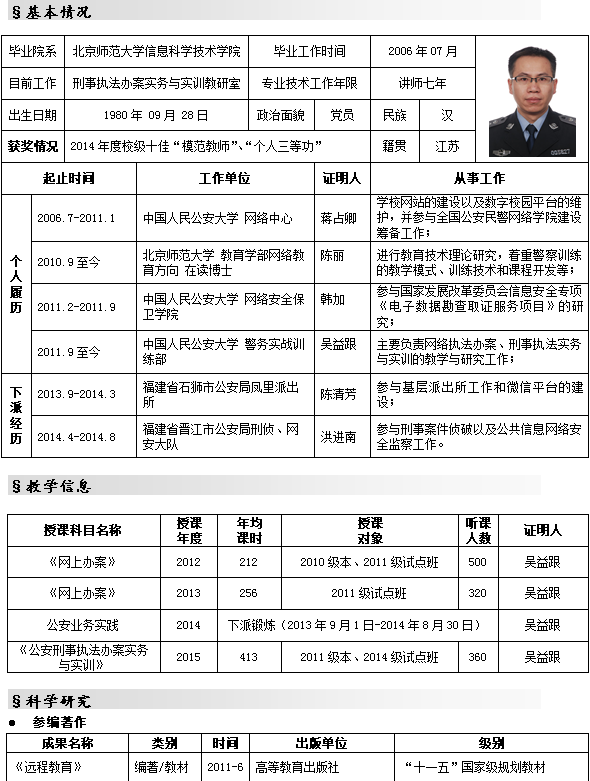 §基本情况
毕业院系 北京师范大学信息科学技术学院 毕业工作时间 2006 年 07 月
目前工作 刑事执法办案实务与实训教研室 专业技术工作年限 讲师七年
出生日期 1980 年 09 月 28 日 政治面貌 党员 民族 汉
获奖情况 2014 年度校级十佳“模范教师”、“个人三等功” 籍贯 江苏
起止时间 工作单位 证明人 从事工作
个人履历
2006.7-2011.1 中国人民公安大学 网络中心 蒋占卿 学校网站的建设以及数字校园平台的维
护，并参与全国公安民警网络学院建设
筹备工作；
2010.9 至今 北京师范大学 教育学部网络教
育方向 在读博士 陈丽 进行教育技术理论研究，着重警察训练
的教学模式、训练技术和课程开发等；
2011.2-2011.9 中国人民公安大学 网络安全保
卫学院 韩加 参与国家发展改革委员会信息安全专项
《电子数据勘查取证服务项目》的研
究；
2011.9 至今 中国人民公安大学 警务实战训
练部 吴益跟 主要负责网络执法办案、刑事执法实务
与实训的教学与研究工作；
下派经历
2013.9-2014.3 福建省石狮市公安局凤里派出
所 陈清芳 参与基层派出所工作和微信平台的建
设；
2014.4-2014.8 福建省晋江市公安局刑侦、网
安大队 洪进南 参与刑事案件侦破以及公共信息网络安
全监察工作。
§教学信息
授课科目名称 授课年度 年均课时 授课对象 听课人数 证明人
《网上办案》 2012 212 2010 级本、2011 级试点班 500 吴益跟
《网上办案》 2013 256 2011 级试点班 320 吴益跟
公安业务实践 2014 下派锻炼（2013 年 9 月 1 日-2014 年 8 月 30 日） 吴益跟
《公安刑事执法办案实务
与实训》 2015 413 2011 级本、2014 级试点班 360 吴益跟
§科学研究
● 参编著作
成果名称 类别 时间 出版单位 级别
《远程教育》 编著/教材 2011-6 高等教育出版社 “十一五”国家级规划教材